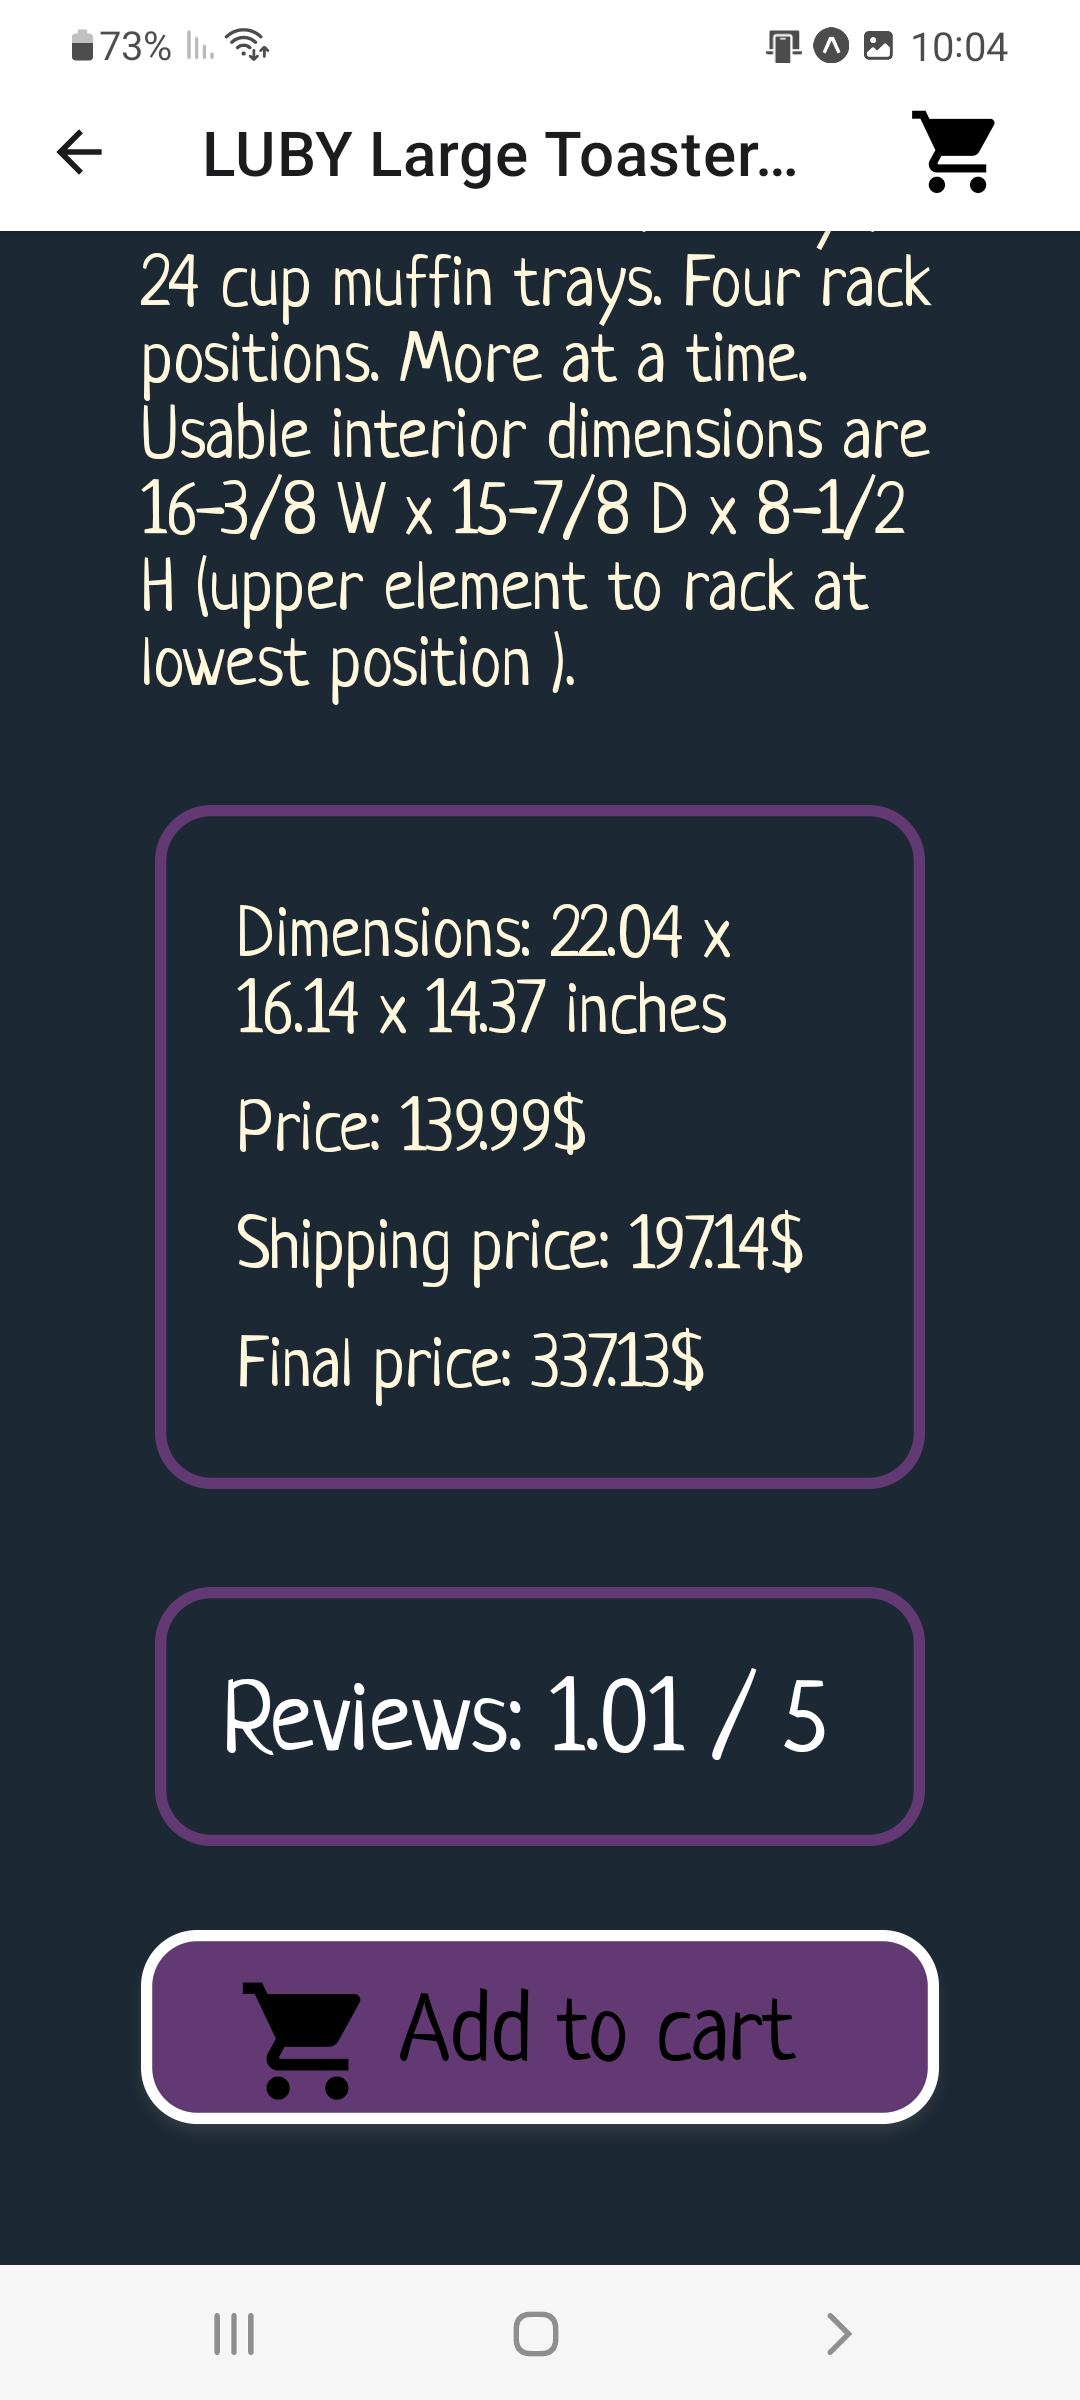 73% 10:04
LUBY Large Toaster...
24 cup muffin trays. Four rack
positions. More at a time.
Usable interior dimensions are
16-3/8 W x 15-7/8 D x 8-1/2
H (upper element to rack at
lowest position ).
Dimensions: 22.04 x
16.14 x 14.37 inches
Price: 139.99$
Shipping price: 197.14$
Final price: 337.13$
Reviews: 1.01 / 5
Add to cart